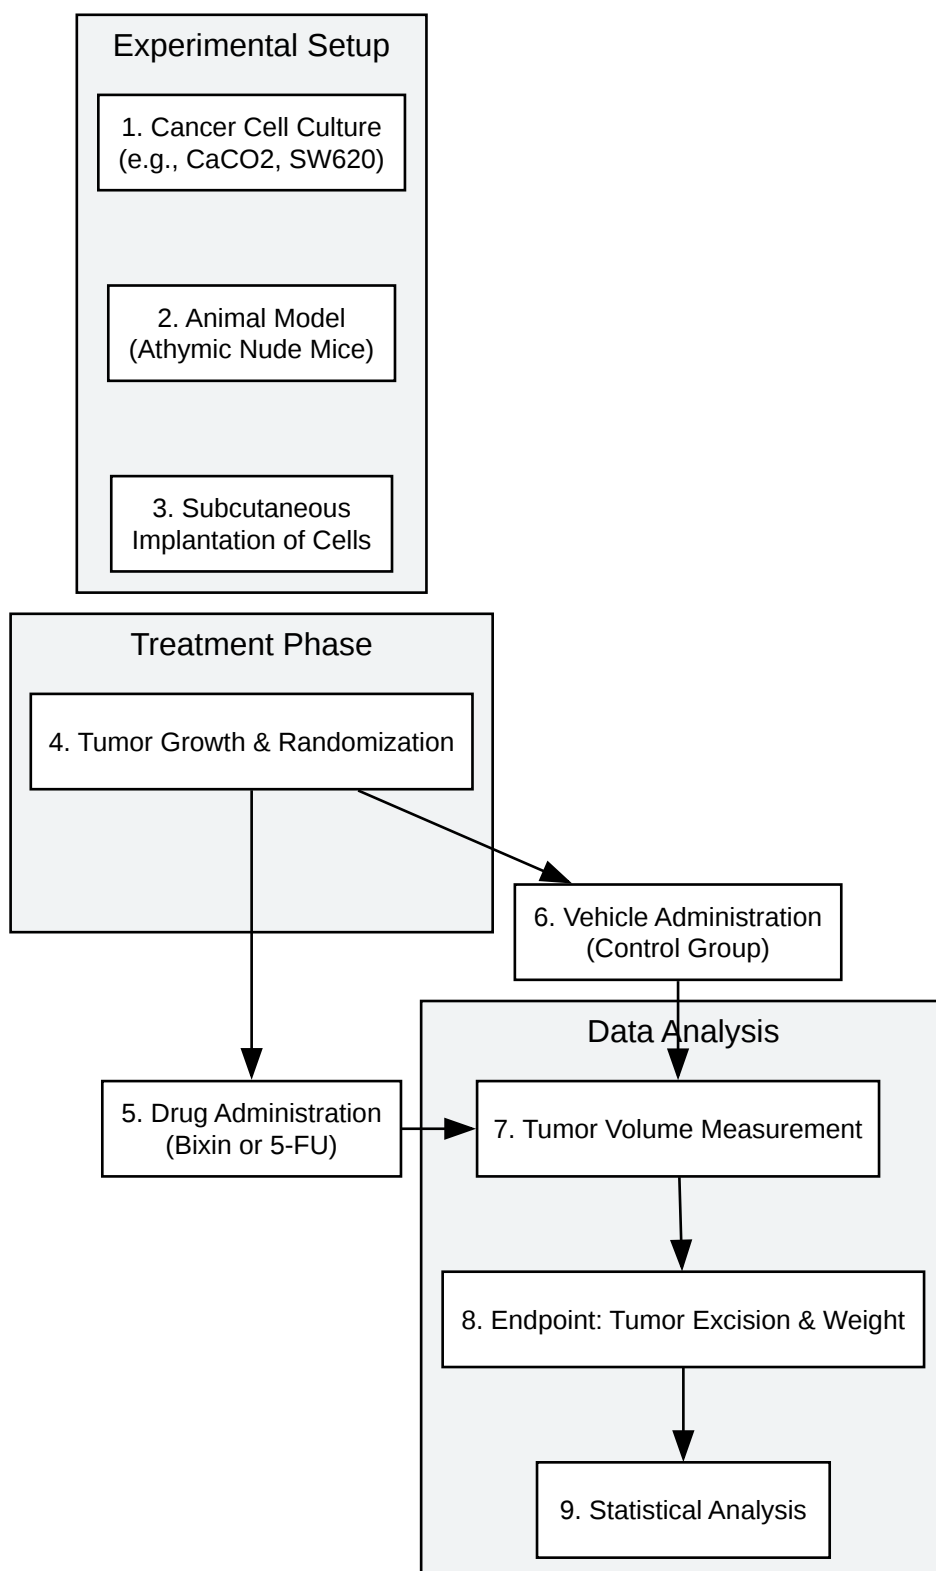 Experimental Setup
1. Cancer Cell Culture
(e.g., CaCO2, SW620)
2. Animal Model
(Athymic Nude Mice)
3. Subcutaneous
Implantation of Cells
Treatment Phase
4. Tumor Growth & Randomization
6. Vehicle Administration
(Control Group)
Data Analysis
5. Drug Administration
(Bixin or 5-FU)
7. Tumor Volume Measurement
8. Endpoint: Tumor Excision & Weight
9. Statistical Analysis